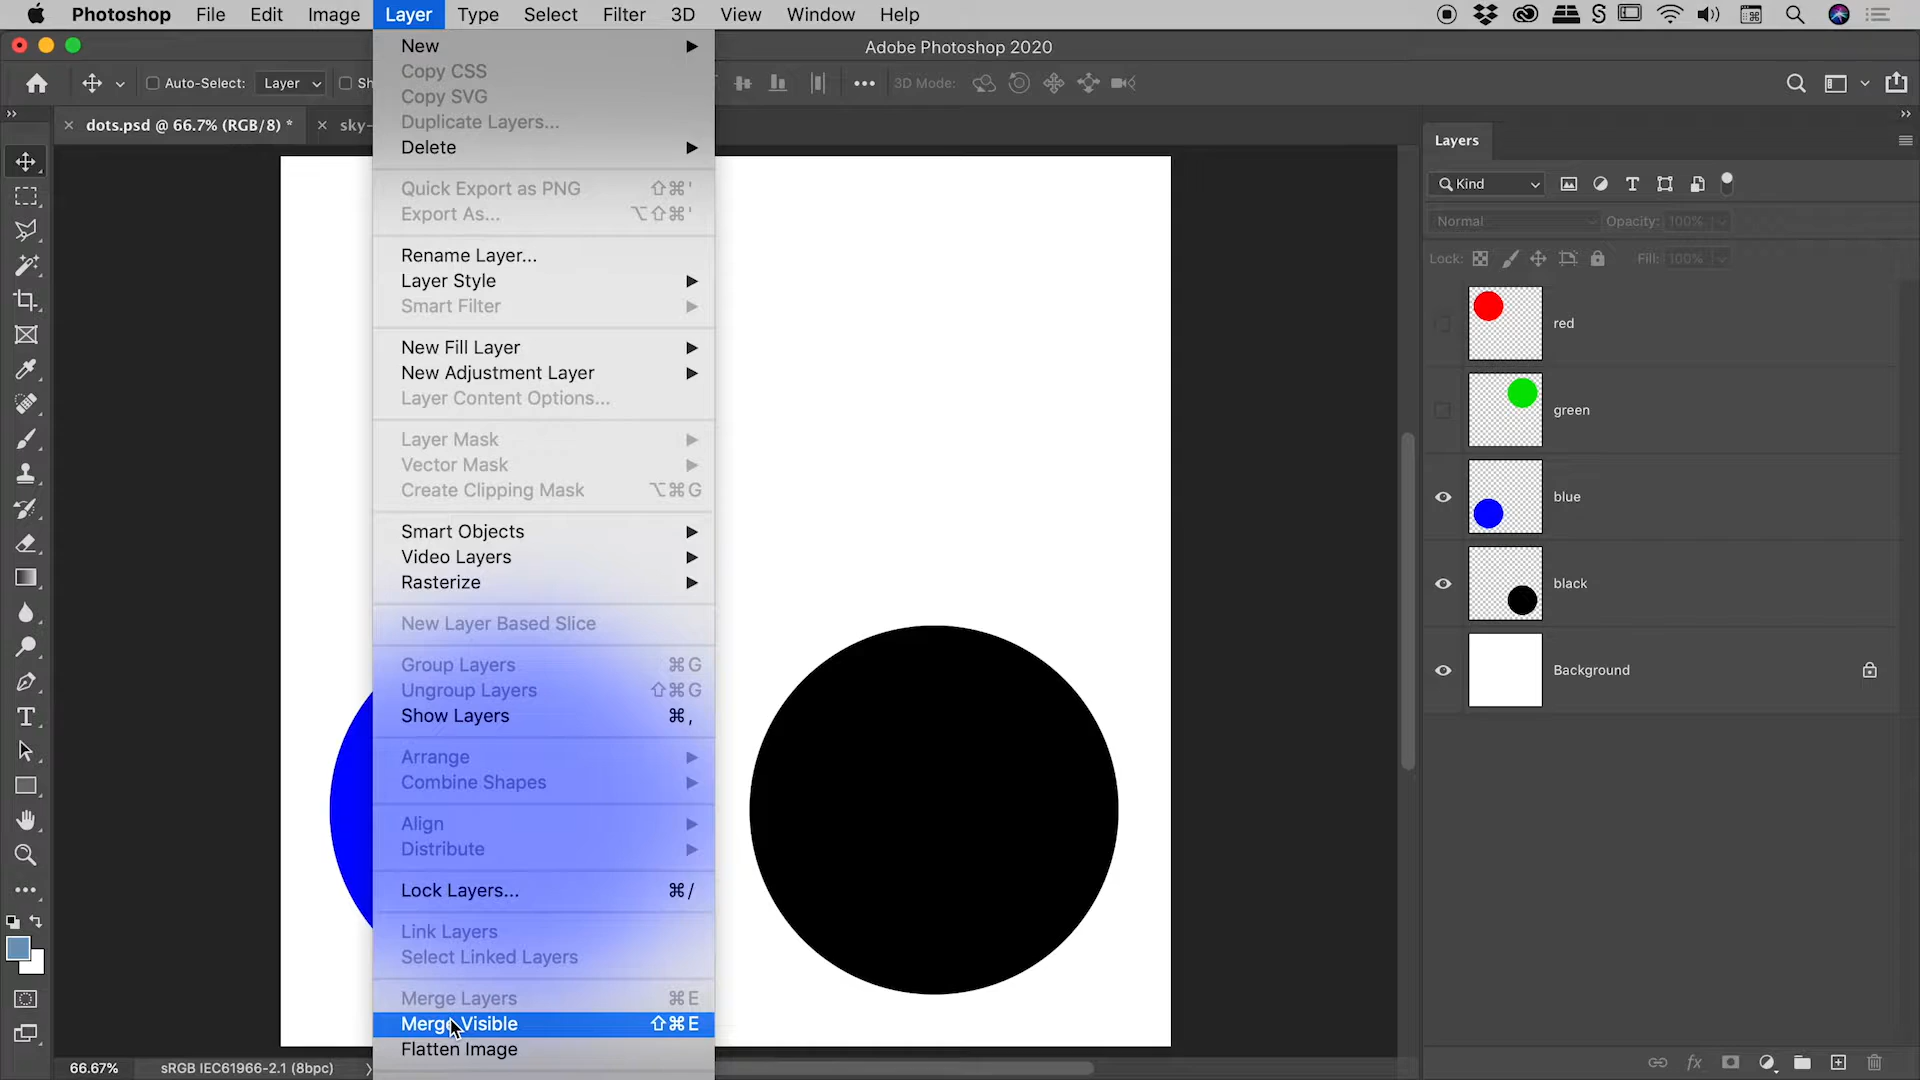 Photoshop File Edit Image Layer Type Select Filter 3D View Window Help
Adobe Photoshop 2020
Auto-Select: Layer Sh 3D Mode:
dots.psd @ 66.7% (RGB/8) * sky-
New
Copy CSS
Copy SVG
Duplicate Layers...
Delete
Quick Export as PNG ⇧⌘'
Export As... ⌥⇧⌘'
Rename Layer...
Layer Style
Smart Filter
New Fill Layer
New Adjustment Layer
Layer Content Options...
Layer Mask
Vector Mask
Create Clipping Mask ⌥⌘G
Smart Objects
Video Layers
Rasterize
New Layer Based Slice
Group Layers ⌘G
Ungroup Layers ⇧⌘G
Show Layers ⌘,
Arrange
Combine Shapes
Align
Distribute
Lock Layers... ⌘/
Link Layers
Select Linked Layers
Merge Layers ⌘E
Merge Visible ⇧⌘E
Flatten Image
Layers
Kind
Normal Opacity: 100%
Lock: Fill: 100%
red
green
blue
black
Background
66.67% sRGB IEC61966-2.1 (8bpc)